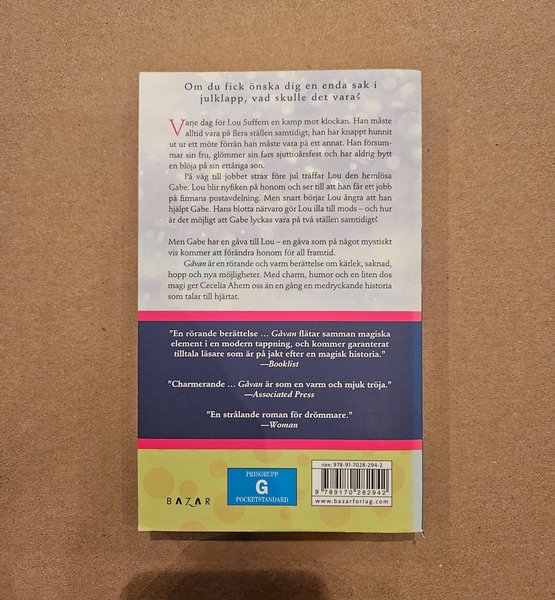 Om du fick önska dig en enda sak i
julklapp, vad skulle det vara?
Varje dag för Lou Suffern en kamp mot klockan. Han måste
alltid vara på flera ställen samtidigt; han har knappt hunnit
ut ur ett möte förrän han måste vara på ett annat. Han försum-
mar sin fru, glömmer sin fars sjuttioårsfest och har aldrig bytt
en blöja på sin ettåriga son.
På väg till jobbet strax före jul träffar Lou den hemlösa
Gabe. Lou blir nyfiken på honom och ser till att han får ett jobb
på firmans postavdelning. Men snart börjar Lou ångra att han
hjälpt Gabe. Hans blotta närvaro gör Lou illa till mods – och hur
är det möjligt att Gabe lyckas vara på två ställen samtidigt?
Men Gabe har en gåva till Lou – en gåva som på något mystiskt
vis kommer att förändra honom för all framtid.
Gåvan är en rörande och varm berättelse om kärlek, saknad,
hopp och nya möjligheter. Med charm, humor och en liten dos
magi ger Cecelia Ahern oss än en gång en medryckande historia
som talar till hjärtat.
"En rörande berättelse ... Gåvan flätar samman magiska
element i en modern tappning, och kommer garanterat
tilltala läsare som är på jakt efter en magisk historia."
—Booklist
"Charmerande ... Gåvan är som en varm och mjuk tröja."
—Associated Press
"En strålande roman för drömmare."
—Woman
BAZAR
PRISGRUPP
G
POCKETSTANDARD
ISBN: 978-91-7028-294-2
9 789170 282942
www.bazarforlag.com